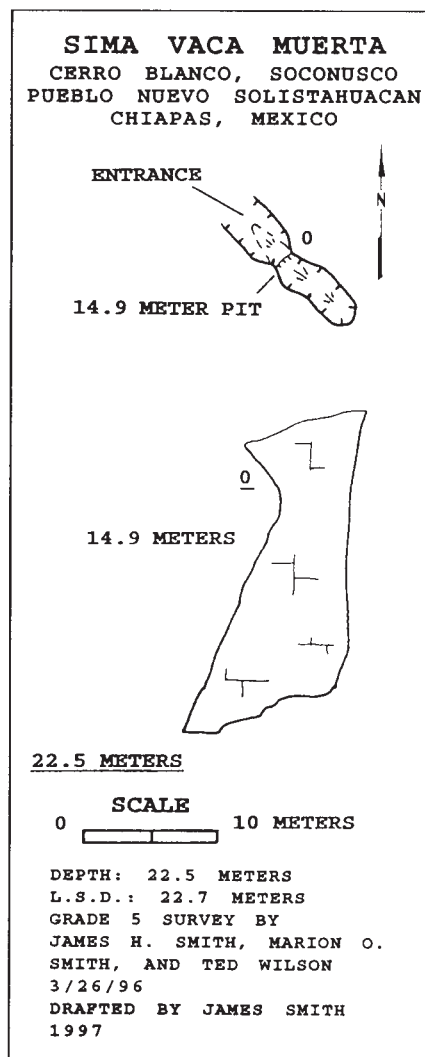 SIMA VACA MUERTA
CERRO BLANCO, SOCONUSCO
PUEBLO NUEVO SOLISTAHUACAN
CHIAPAS, MEXICO
ENTRANCE
0
N
14.9 METER PIT
0
14.9 METERS
22.5 METERS
SCALE
0 10 METERS
DEPTH: 22.5 METERS
L.S.D.: 22.7 METERS
GRADE 5 SURVEY BY
JAMES H. SMITH, MARION O.
SMITH, AND TED WILSON
3/26/96
DRAFTED BY JAMES SMITH
1997